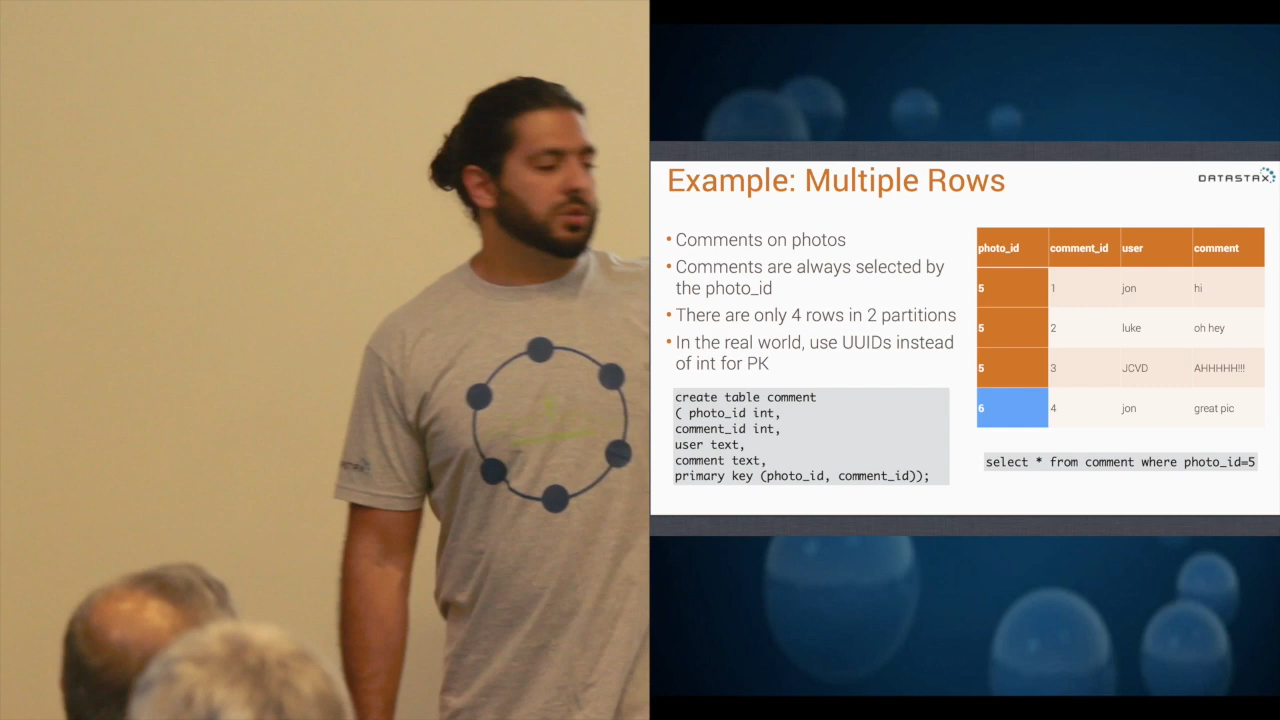 Example: Multiple Rows
DATASTAX
• Comments on photos
• Comments are always selected by
the photo_id
• There are only 4 rows in 2 partitions
• In the real world, use UUIDs instead
of int for PK
create table comment
( photo_id int,
comment_id int,
user text,
comment text,
primary key (photo_id, comment_id));
photo_id comment_id user comment
5 1 jon hi
5 2 luke oh hey
5 3 JCVD AHHHHH!!!
6 4 jon great pic
select * from comment where photo_id=5